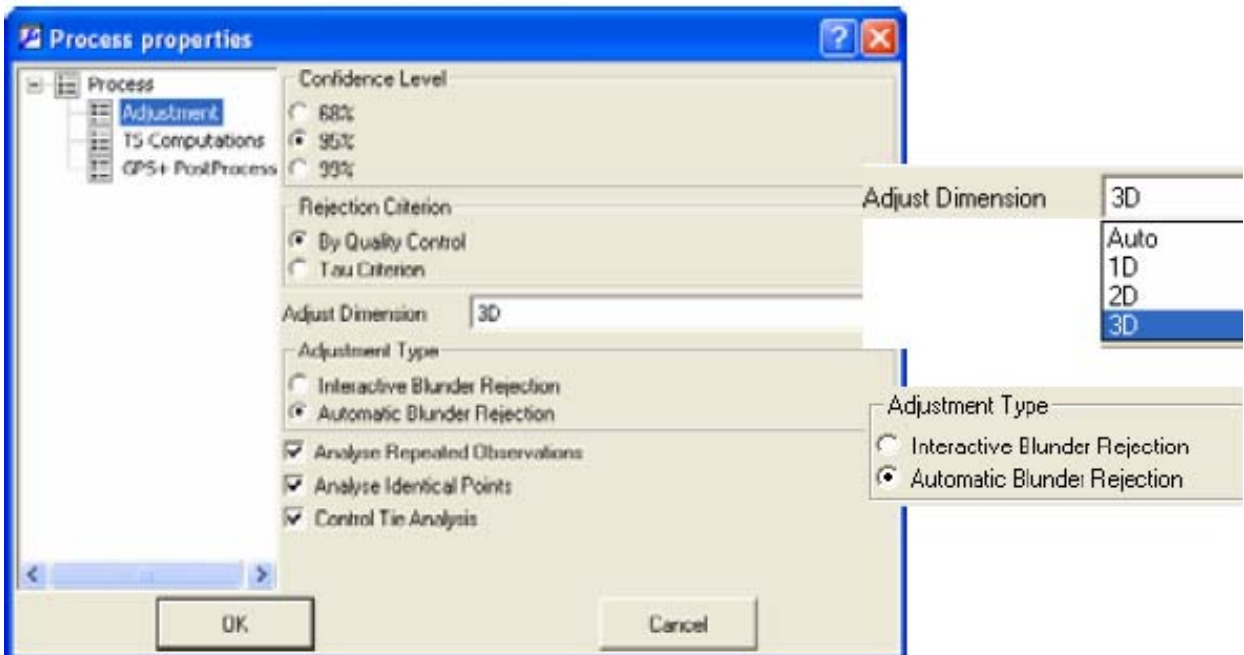 Process properties
Process
Adjustment
TS Computations
GPS+ PostProcess
Confidence Level
68%
95%
99%
Rejection Criterion
By Quality Control
Tau Criterion
Adjust Dimension 3D
Adjustment Type
Interactive Blunder Rejection
Automatic Blunder Rejection
Analyse Repeated Observations
Analyse Identical Points
Control Tie Analysis
OK Cancel
Adjust Dimension 3D
Auto
1D
2D
3D
Adjustment Type
Interactive Blunder Rejection
Automatic Blunder Rejection